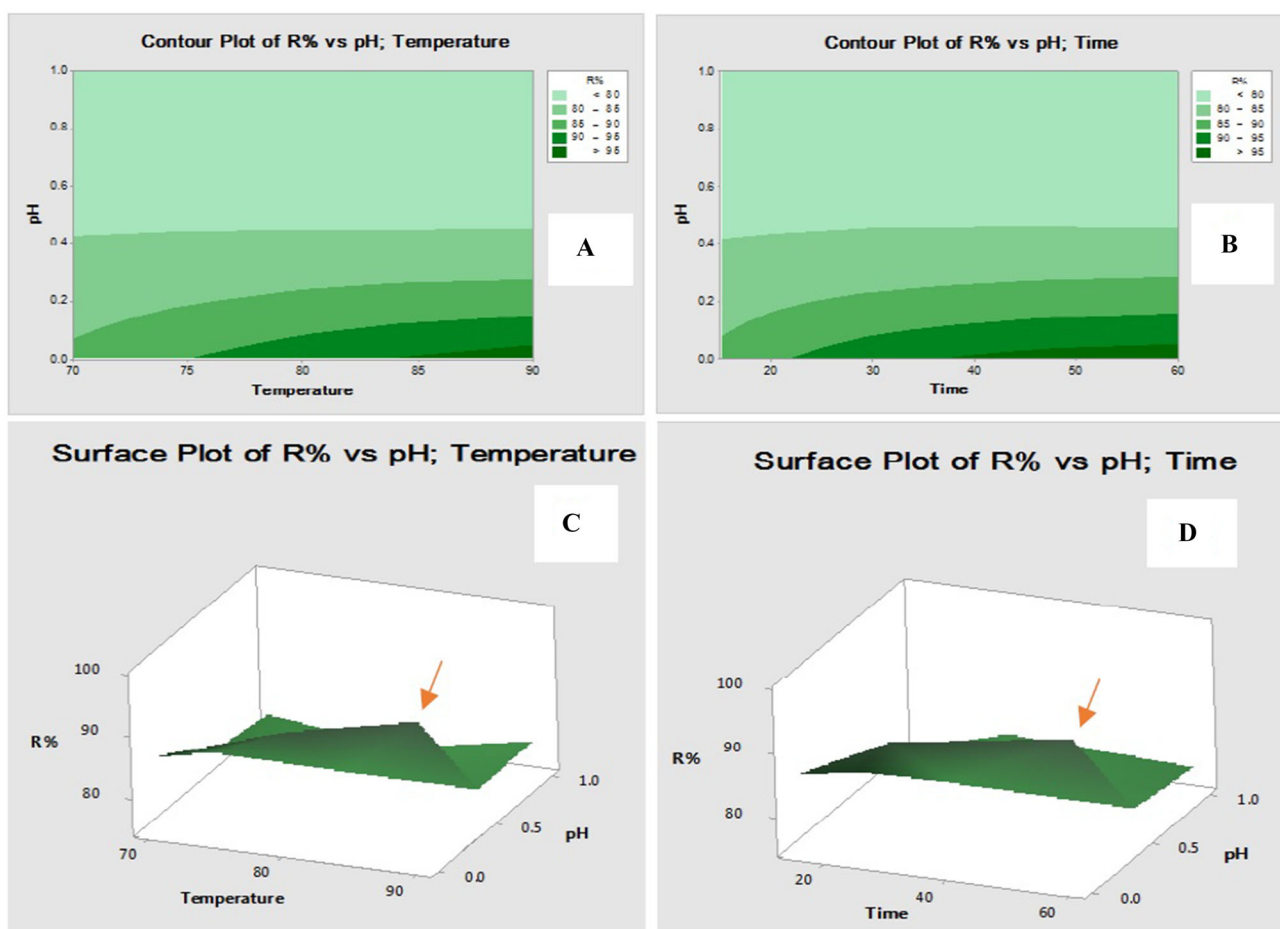 Contour Plot of R% vs pH; Temperature
R%
< 80
80 – 85
85 – 90
90 – 95
> 95
1.0
0.8
0.6
0.4
0.2
0.0
pH
70 75 80 85 90
Temperature
A
Contour Plot of R% vs pH; Time
R%
< 80
80 – 85
85 – 90
90 – 95
> 95
1.0
0.8
0.6
0.4
0.2
0.0
pH
20 30 40 50 60
Time
B
Surface Plot of R% vs pH; Temperature
C
100
90
80
R%
70 80 90
Temperature
0.0
0.5
1.0
pH
Surface Plot of R% vs pH; Time
D
100
90
80
R%
20 40 60
Time
0.0
0.5
1.0
pH